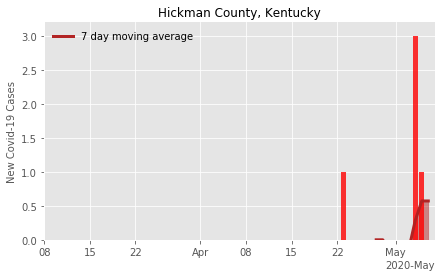 Hickman County, Kentucky
7 day moving average
New Covid-19 Cases
3.0
2.5
2.0
1.5
1.0
0.5
0.0
08 15 22 Apr 08 15 22 May
2020-May